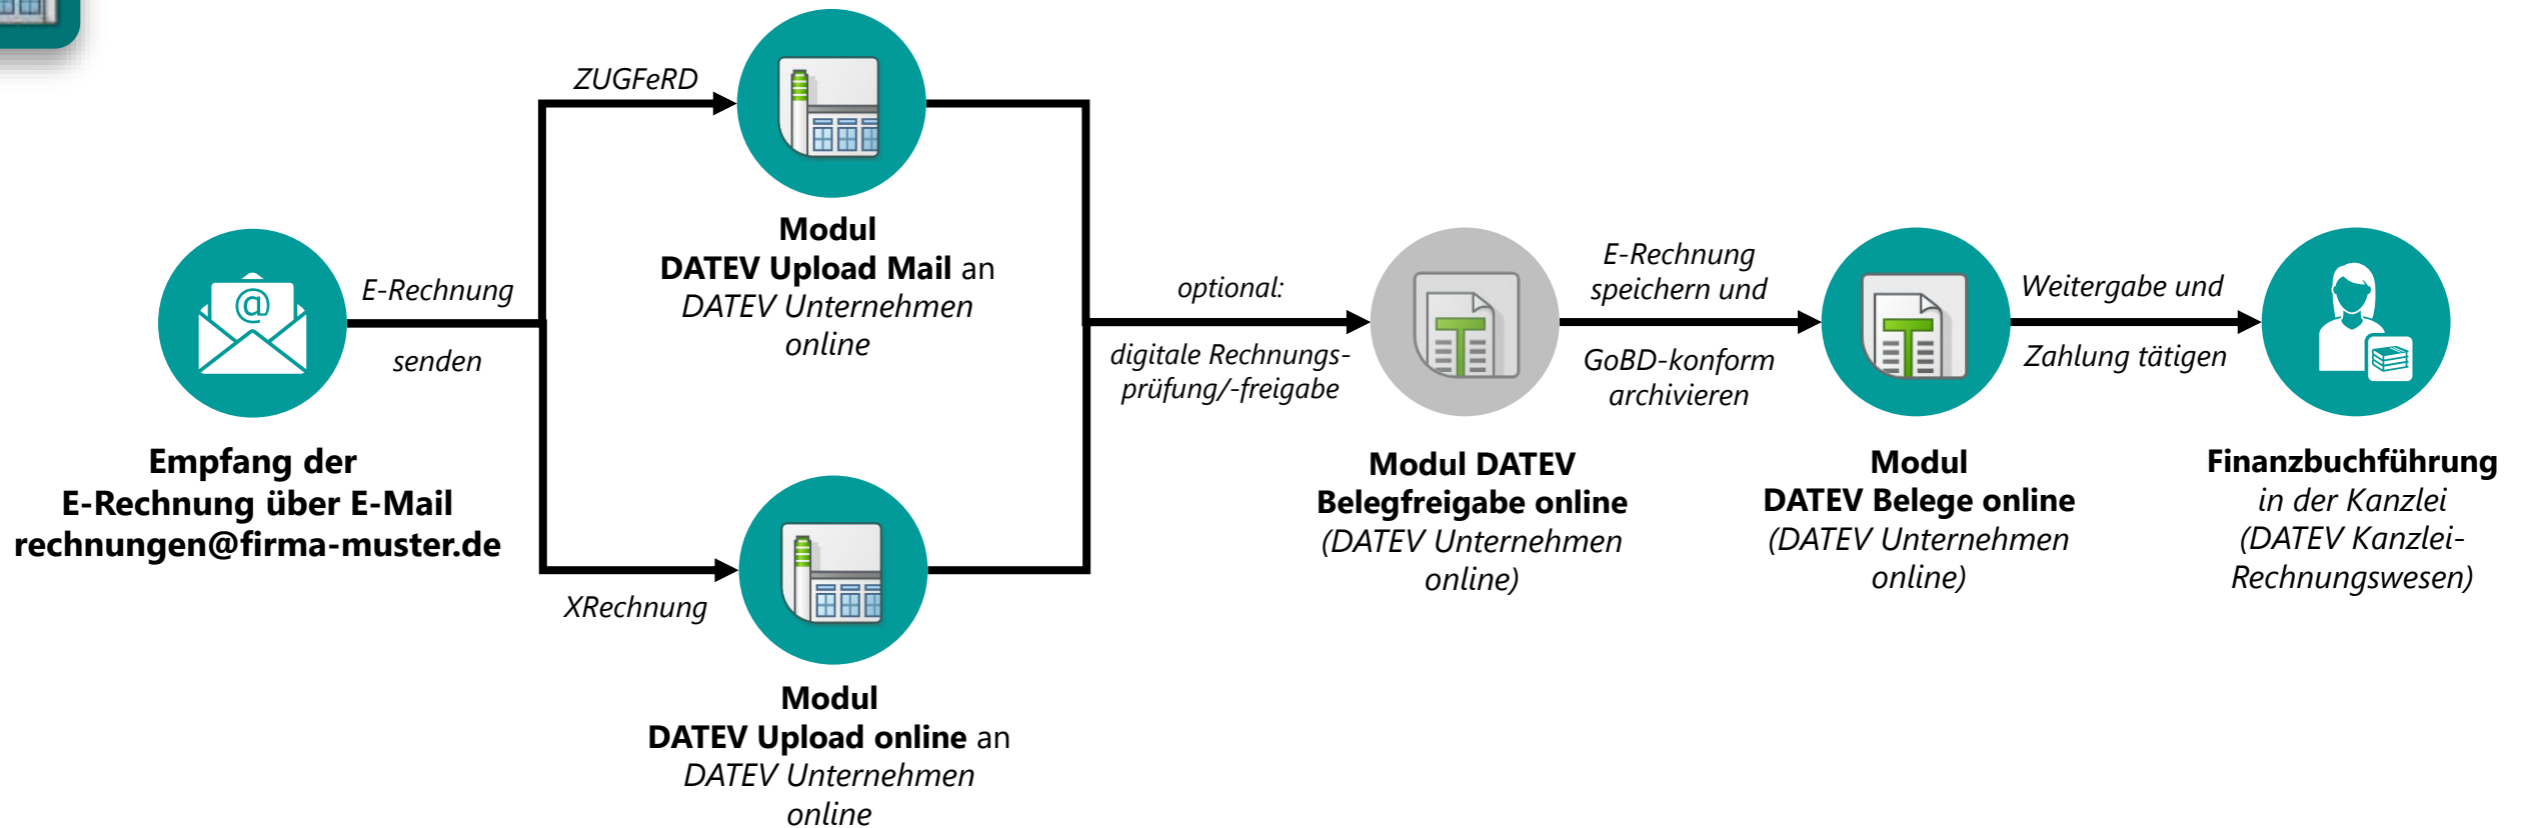 ZUGFeRD
Modul
DATEV Upload Mail an
DATEV Unternehmen
online
@
E-Rechnung
senden
Empfang der
E-Rechnung über E-Mail
rechnungen@firma-muster.de
XRechnung
Modul
DATEV Upload online an
DATEV Unternehmen
online
optional:
digitale Rechnungs-
prüfung/-freigabe
Modul DATEV
Belegfreigabe online
(DATEV Unternehmen
online)
E-Rechnung
speichern und
GoBD-konform
archivieren
Modul
DATEV Belege online
(DATEV Unternehmen
online)
Weitergabe und
Zahlung tätigen
Finanzbuchführung
in der Kanzlei
(DATEV Kanzlei-
Rechnungswesen)